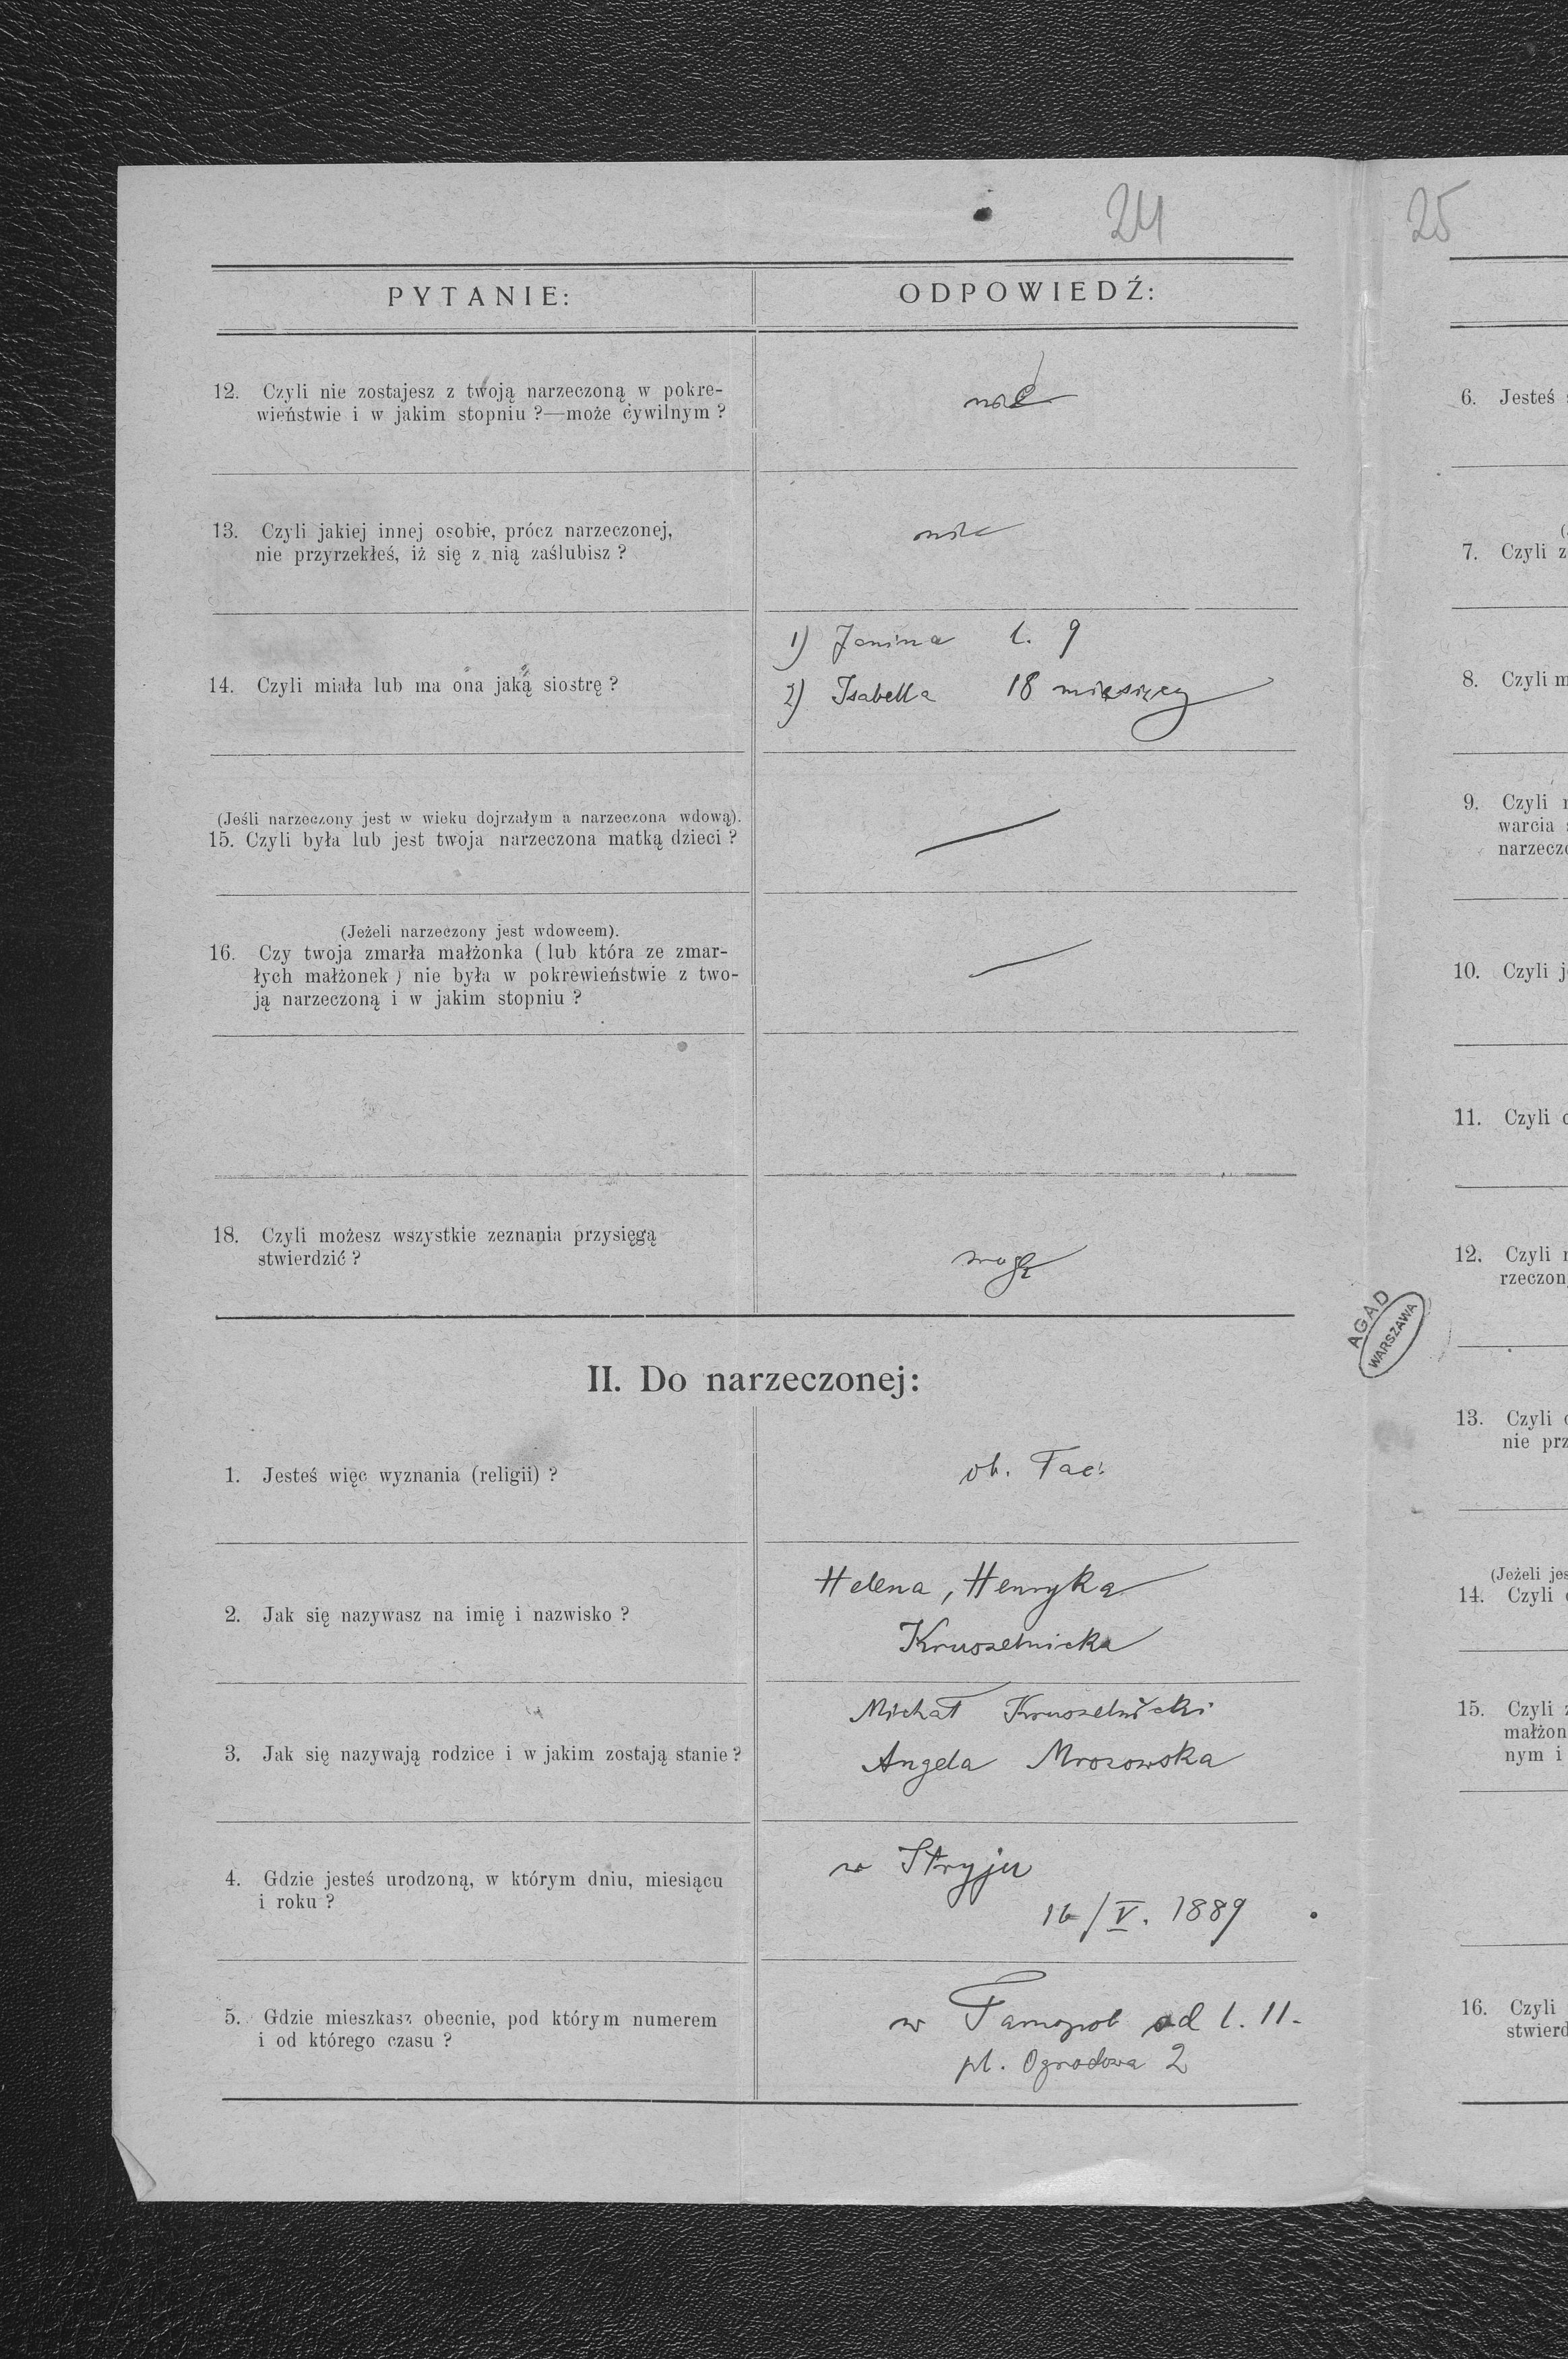 24
PYTANIE:
ODPOWIEDŹ:
12. Czyli nie zostajesz z twoją narzeczoną w pokre-
wieństwie i w jakim stopniu ?—może cywilnym ?
nie
13. Czyli jakiej innej osobie, prócz narzeczonej,
nie przyrzekłeś, iż się z nią zaślubisz ?
nie
14. Czyli miała lub ma ona jaką siostrę ?
1) Janina l. 9
2) Isabella 18 miesięcy
(Jeśli narzeczony jest w wieku dojrzałym a narzeczona wdową).
15. Czyli była lub jest twoja narzeczona matką dzieci ?
(Jeżeli narzeczony jest wdowcem).
16. Czy twoja zmarła małżonka (lub która ze zmar-
łych małżonek) nie była w pokrewieństwie z two-
ją narzeczoną i w jakim stopniu ?
18. Czyli możesz wszystkie zeznania przysięgą
stwierdzić ?
mogę
II. Do narzeczonej:
1. Jesteś więc wyznania (religii) ?
ob. łac.
2. Jak się nazywasz na imię i nazwisko ?
Helena, Henryka
Kruszelnicka
3. Jak się nazywają rodzice i w jakim zostają stanie ?
Michał Kruszelnicki
Angela Mrozowska
4. Gdzie jesteś urodzoną, w którym dniu, miesiącu
i roku ?
w Stryju
16/V. 1889
5. Gdzie mieszkasz obecnie, pod którym numerem
i od którego czasu ?
w Tarnopol od l. 11.
pl. Ogrodowa 2
AGAD
WARSZAWA
25
6. Jesteś
7. Czyli z
8. Czyli m
9. Czyli
warcia
narzecz
10. Czyli j
11. Czyli
12. Czyli
rzeczon
13. Czyli
nie prz
(Jeżeli jes
14. Czyli
15. Czyli
małżon
nym i
16. Czyli
stwierd